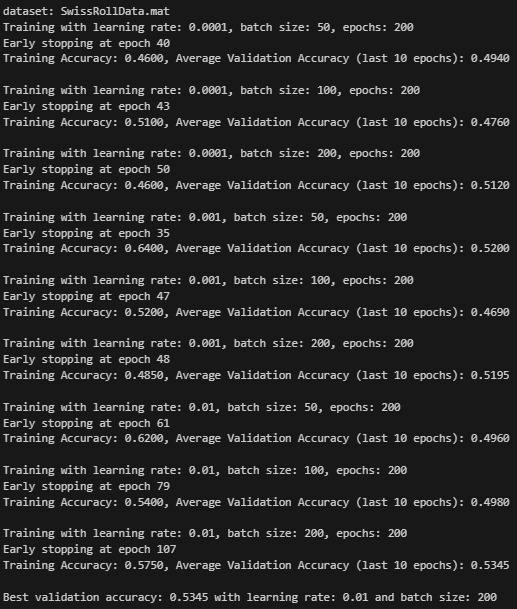 dataset: SwissRollData.mat
Training with learning rate: 0.0001, batch size: 50, epochs: 200
Early stopping at epoch 40
Training Accuracy: 0.4600, Average Validation Accuracy (last 10 epochs): 0.4940
Training with learning rate: 0.0001, batch size: 100, epochs: 200
Early stopping at epoch 43
Training Accuracy: 0.5100, Average Validation Accuracy (last 10 epochs): 0.4760
Training with learning rate: 0.0001, batch size: 200, epochs: 200
Early stopping at epoch 50
Training Accuracy: 0.4600, Average Validation Accuracy (last 10 epochs): 0.5120
Training with learning rate: 0.001, batch size: 50, epochs: 200
Early stopping at epoch 35
Training Accuracy: 0.6400, Average Validation Accuracy (last 10 epochs): 0.5200
Training with learning rate: 0.001, batch size: 100, epochs: 200
Early stopping at epoch 47
Training Accuracy: 0.5200, Average Validation Accuracy (last 10 epochs): 0.4690
Training with learning rate: 0.001, batch size: 200, epochs: 200
Early stopping at epoch 48
Training Accuracy: 0.4850, Average Validation Accuracy (last 10 epochs): 0.5195
Training with learning rate: 0.01, batch size: 50, epochs: 200
Early stopping at epoch 61
Training Accuracy: 0.6200, Average Validation Accuracy (last 10 epochs): 0.4960
Training with learning rate: 0.01, batch size: 100, epochs: 200
Early stopping at epoch 79
Training Accuracy: 0.5400, Average Validation Accuracy (last 10 epochs): 0.4980
Training with learning rate: 0.01, batch size: 200, epochs: 200
Early stopping at epoch 107
Training Accuracy: 0.5750, Average Validation Accuracy (last 10 epochs): 0.5345
Best validation accuracy: 0.5345 with learning rate: 0.01 and batch size: 200